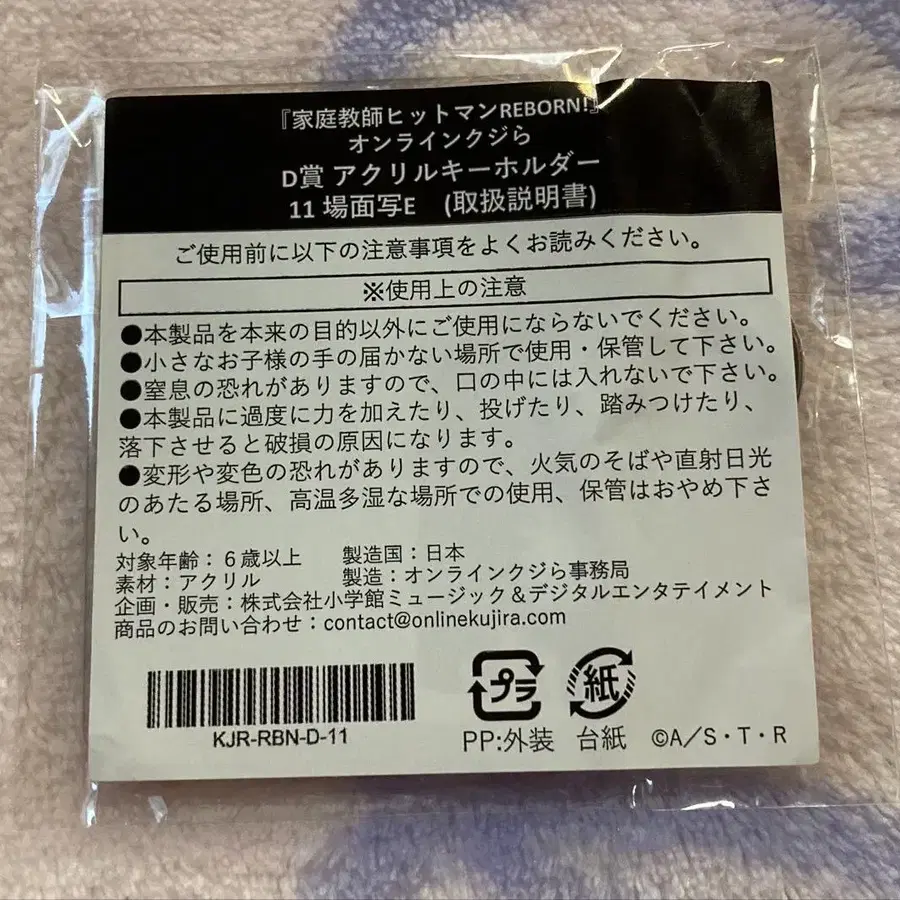 『家庭教師ヒットマンREBORN!』
オンラインクジら
D賞 アクリルキーホルダー
11 場面写E (取扱説明書)
ご使用前に以下の注意事項をよくお読みください。
※使用上の注意
●本製品を本来の目的以外にご使用にならないでください。
●小さなお子様の手の届かない場所で使用・保管して下さい。
●窒息の恐れがありますので、口の中には入れないで下さい。
●本製品に過度に力を加えたり、投げたり、踏みつけたり、
落下させると破損の原因になります。
●変形や変色の恐れがありますので、火気のそばや直射日光
のあたる場所、高温多湿な場所での使用、保管はおやめ下さ
い。
対象年齢：６歳以上 製造国：日本
素材：アクリル 製造：オンラインクジら事務局
企画・販売：株式会社小学館ミュージック＆デジタルエンタテイメント
商品のお問い合わせ：contact@onlinekujira.com
プラ 紙
KJR-RBN-D-11 PP:外装 台紙 ©A／S・T・R